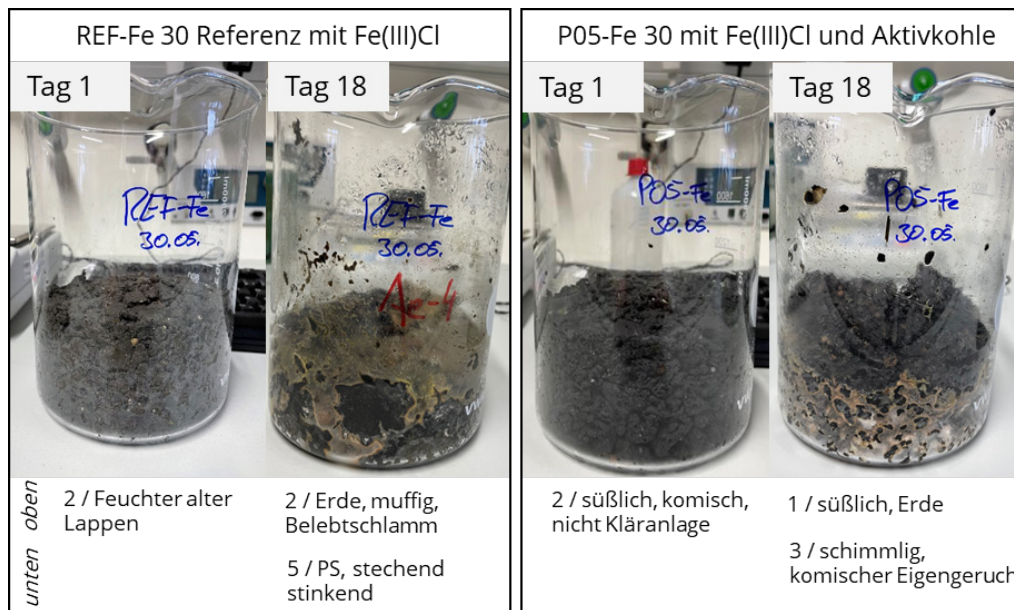 REF-Fe 30 Referenz mit Fe(III)Cl
Tag 1
Tag 18
REF-Fe
30.05.
REF-Fe
30.05.
Ae-4
oben
unten
2 / Feuchter alter
Lappen
2 / Erde, muffig,
Belebtschlamm
5 / PS, stechend
stinkend
P05-Fe 30 mit Fe(III)Cl und Aktivkohle
Tag 1
Tag 18
P05-Fe
30.05.
P05-Fe
30.05.
2 / süßlich, komisch,
nicht Kläranlage
1 / süßlich, Erde
3 / schimmlig,
komischer Eigengeruch